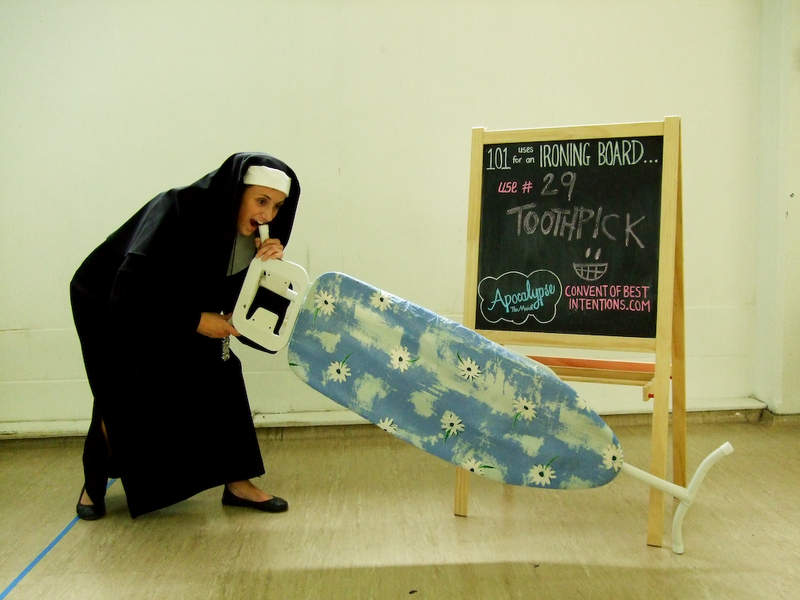 101 uses for an IRONING BOARD...
use # 29
TOOTHPICK
Apocalypse
The Musical
CONVENT OF BEST
INTENTIONS.COM